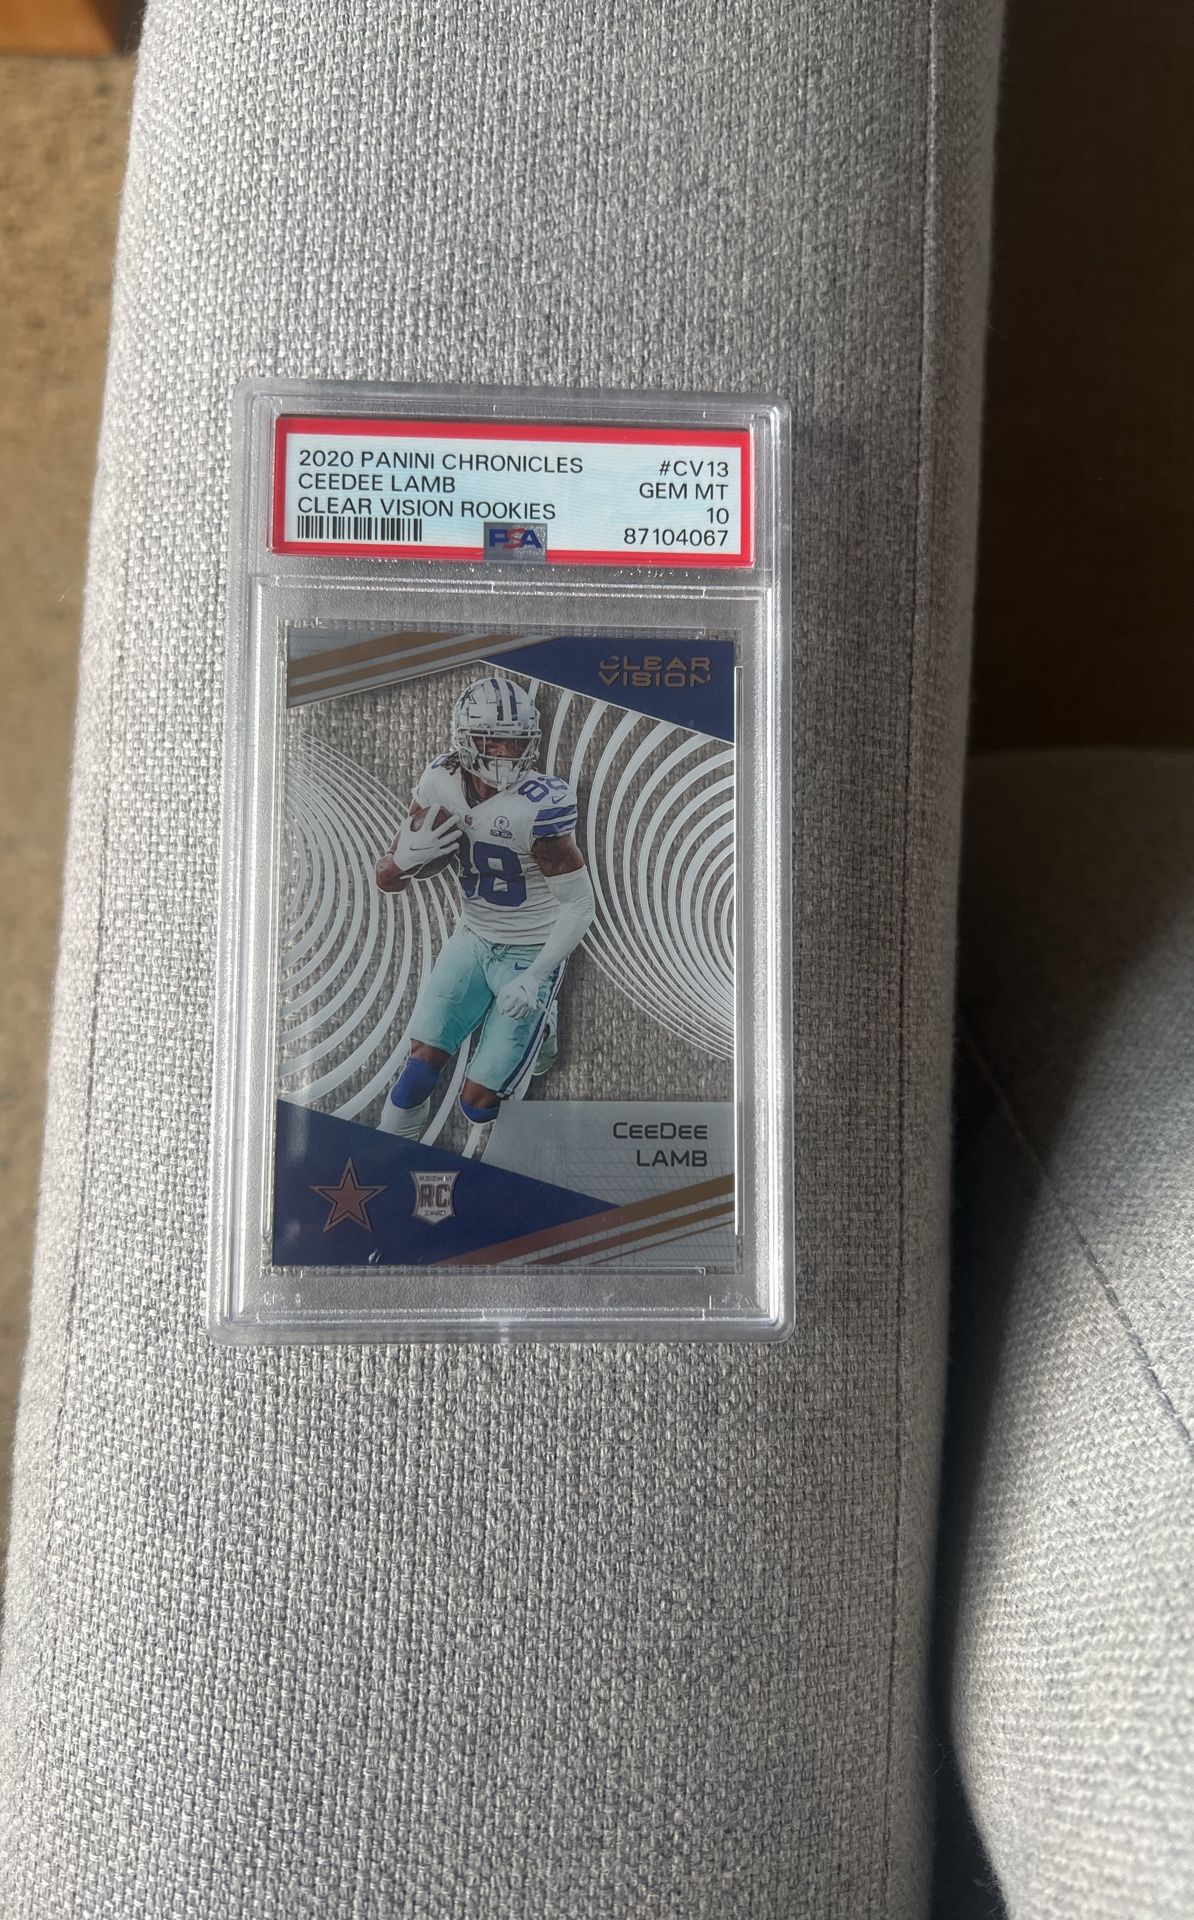 2020 PANINI CHRONICLES #CV13
CEEDEE LAMB GEM MT
CLEAR VISION ROOKIES 10
PSA 87104067
CLEAR
VISION
88
88
CEEDEE
LAMB
RC